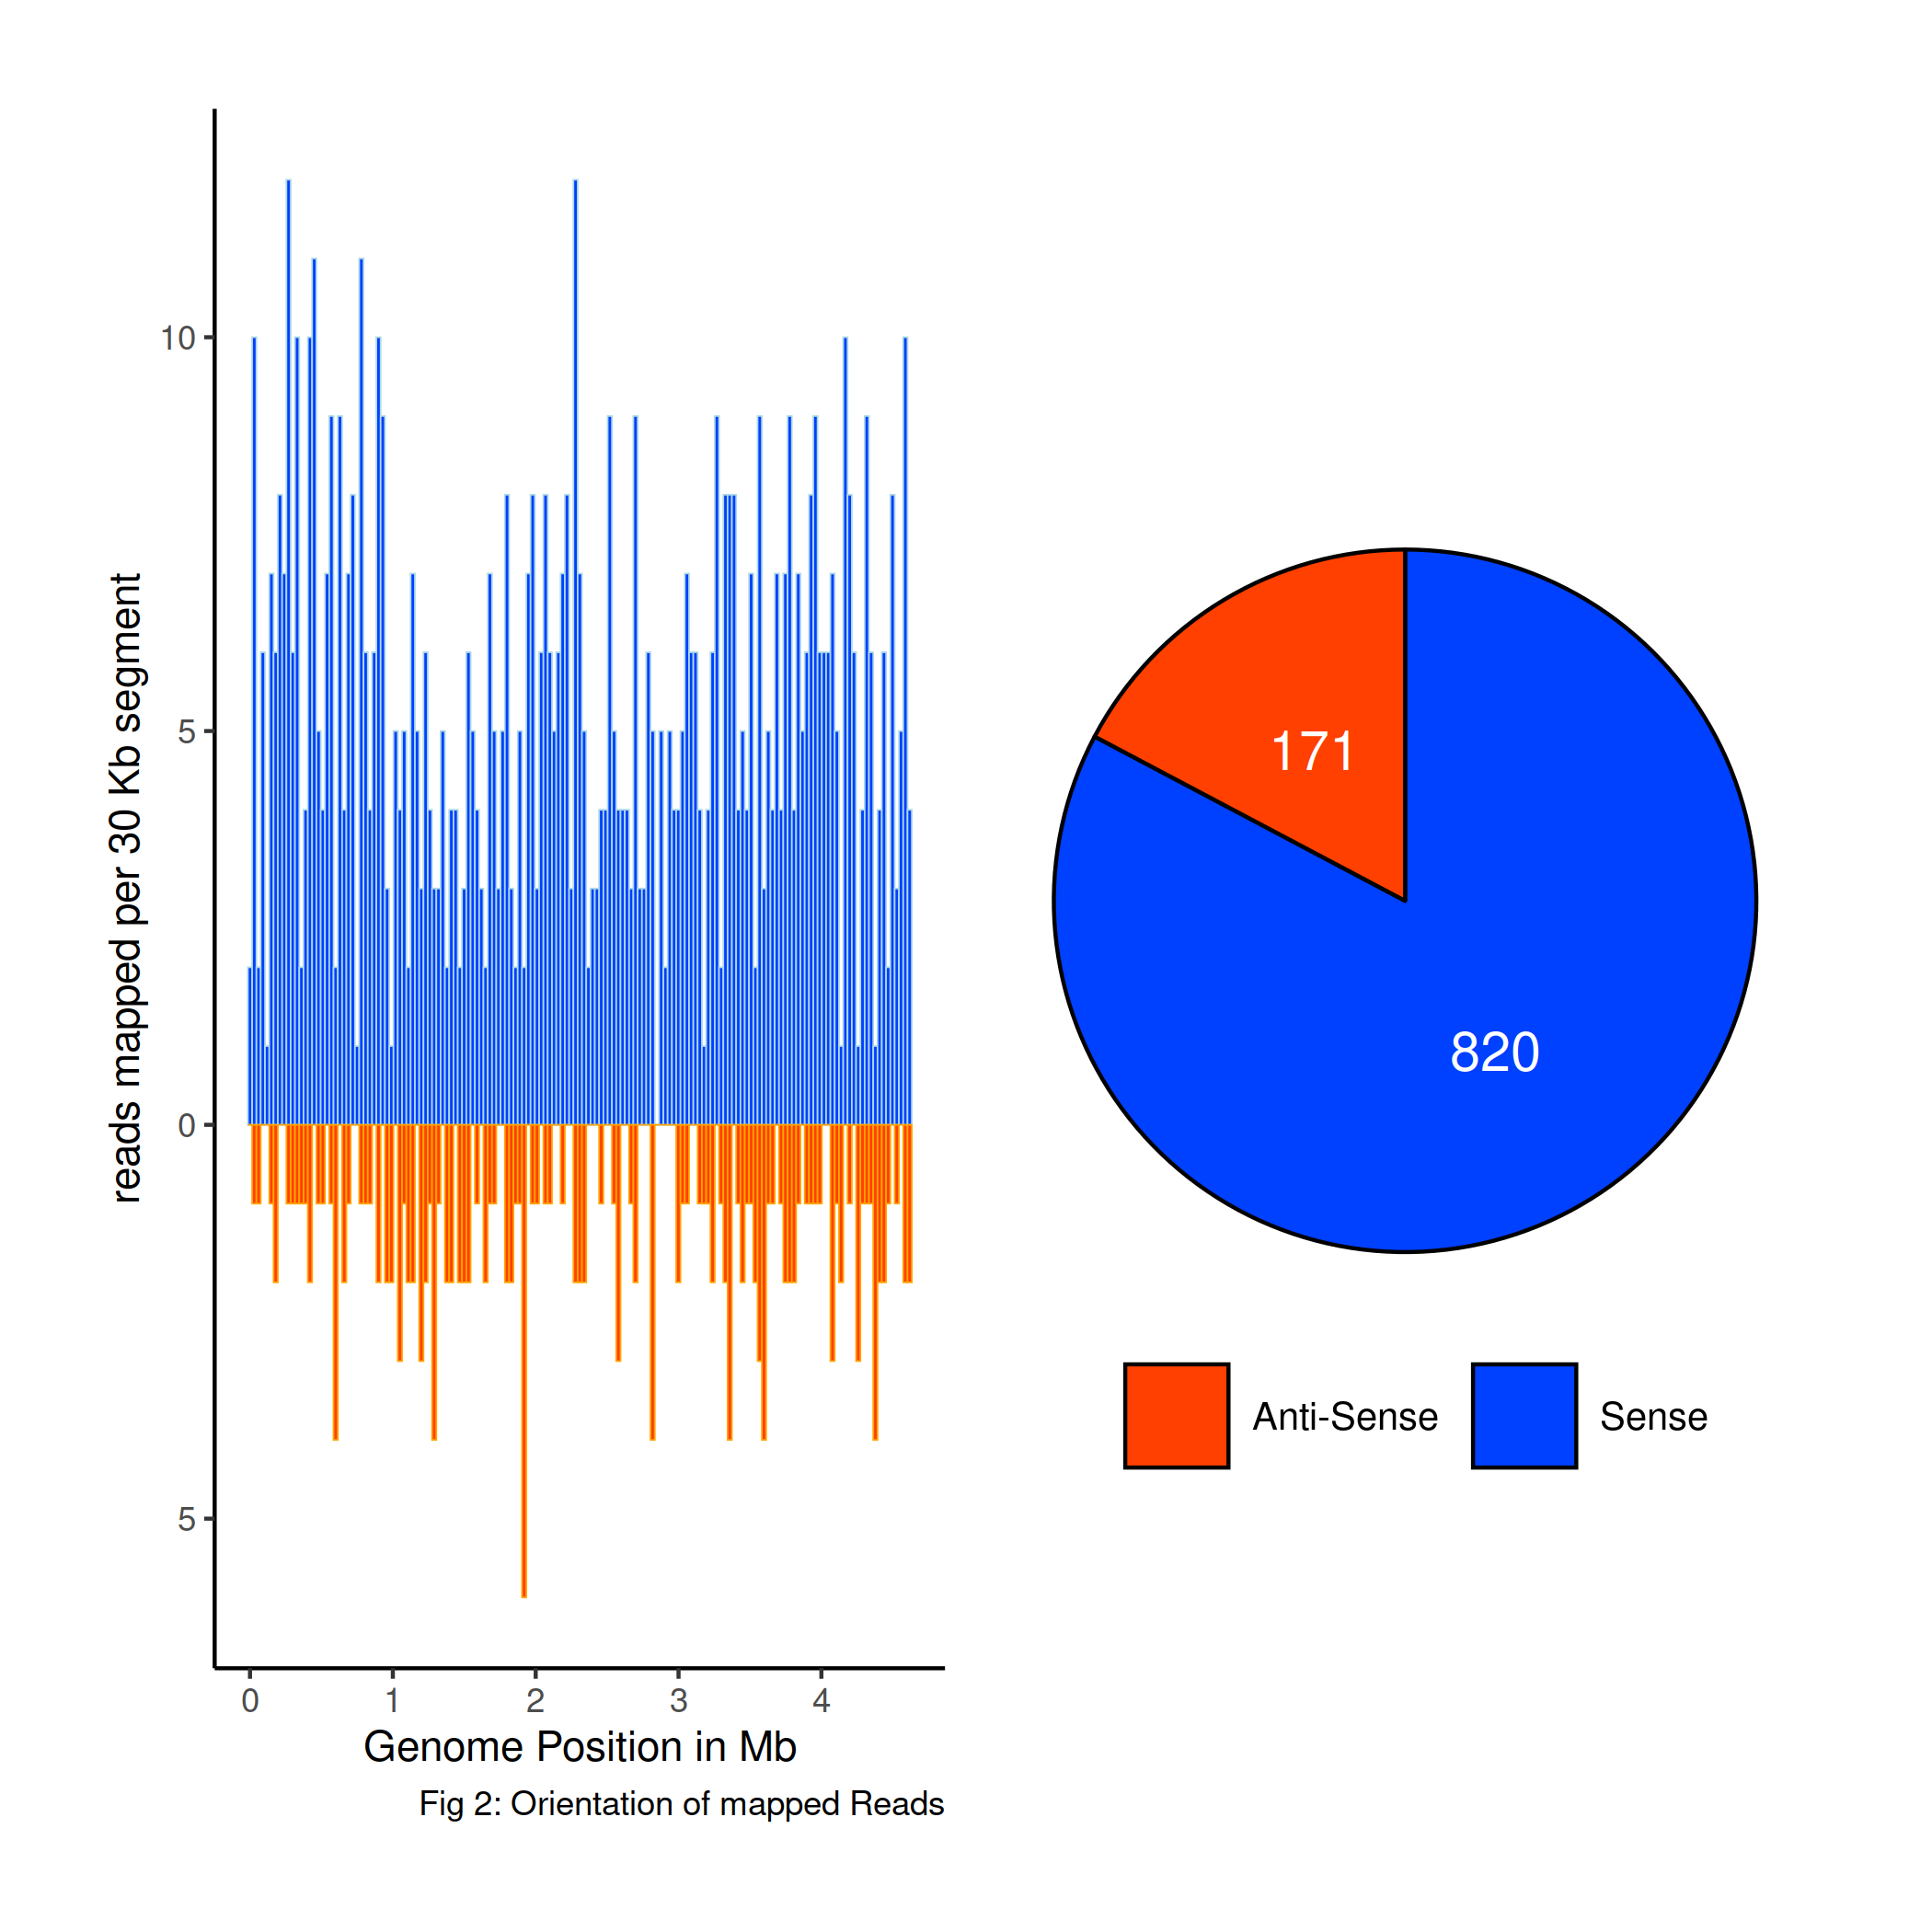 reads mapped per 30 Kb segment
10
5
0
5
0 1 2 3 4
Genome Position in Mb
Fig 2: Orientation of mapped Reads
171
820
Anti-Sense Sense